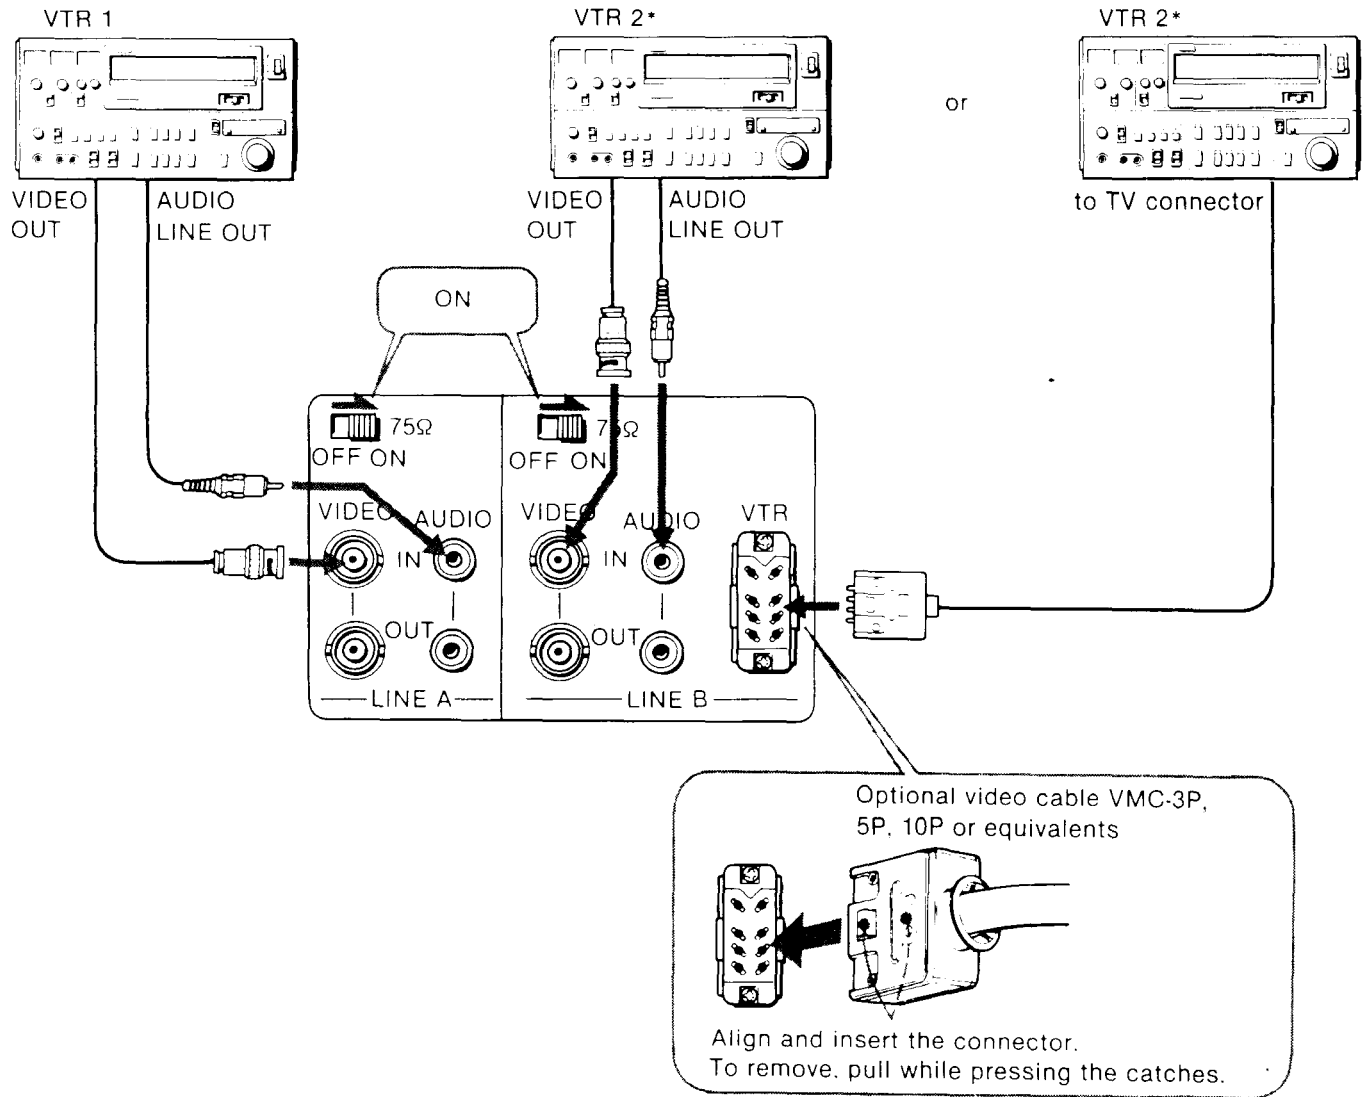 VTR 1
VTR 2*
VTR 2*
or
VIDEO
OUT
AUDIO
LINE OUT
VIDEO
OUT
AUDIO
LINE OUT
to TV connector
ON
75Ω
OFF ON
75Ω
OFF ON
VIDEO
AUDIO
IN
OUT
LINE A
VIDEO
AUDIO
VTR
IN
OUT
LINE B
Optional video cable VMC-3P,
5P, 10P or equivalents
Align and insert the connector.
To remove, pull while pressing the catches.